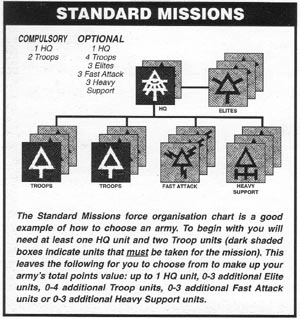 STANDARD MISSIONS
COMPULSORY
1 HQ
2 Troops
OPTIONAL
1 HQ
4 Troops
3 Elites
3 Fast Attack
3 Heavy
Support
HQ
ELITES
TROOPS
TROOPS
FAST ATTACK
HEAVY
SUPPORT
The Standard Missions force organisation chart is a good
example of how to choose an army. To begin with you will
need at least one HQ unit and two Troop units (dark shaded
boxes indicate units that must be taken for the mission). This
leaves the following for you to choose from to make up your
army's total points value: up to 1 HQ unit, 0-3 additional Elite
units, 0-4 additional Troop units, 0-3 additional Fast Attack
units or 0-3 additional Heavy Support units.